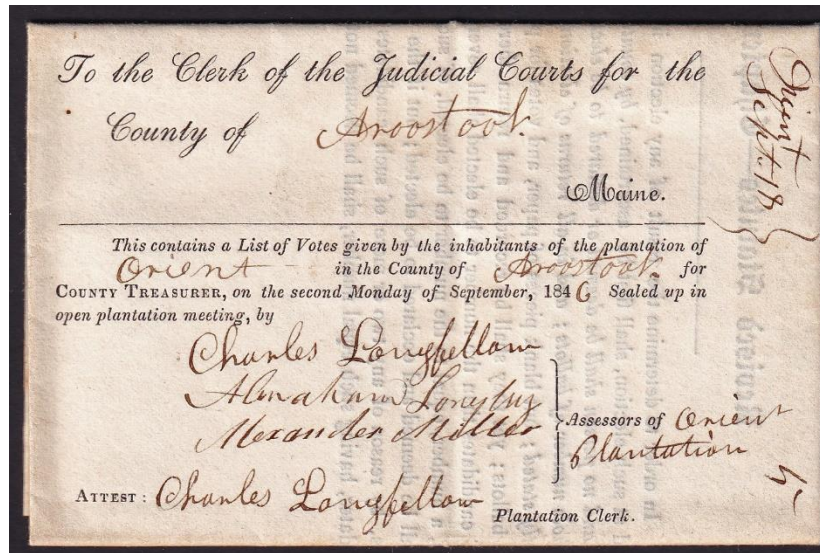 To the Clerk of the Judicial Courts for the
County of Aroostook
Maine.
Orient
Sept. 18
This contains a List of Votes given by the inhabitants of the plantation of
Orient in the County of Aroostook for
COUNTY TREASURER, on the second Monday of September, 1846 Sealed up in
open plantation meeting, by
Charles Longfellow
Abraham Longley
Alexander Miller
Assessors of Orient
Plantation
ATTEST: Charles Longfellow
Plantation Clerk.
5